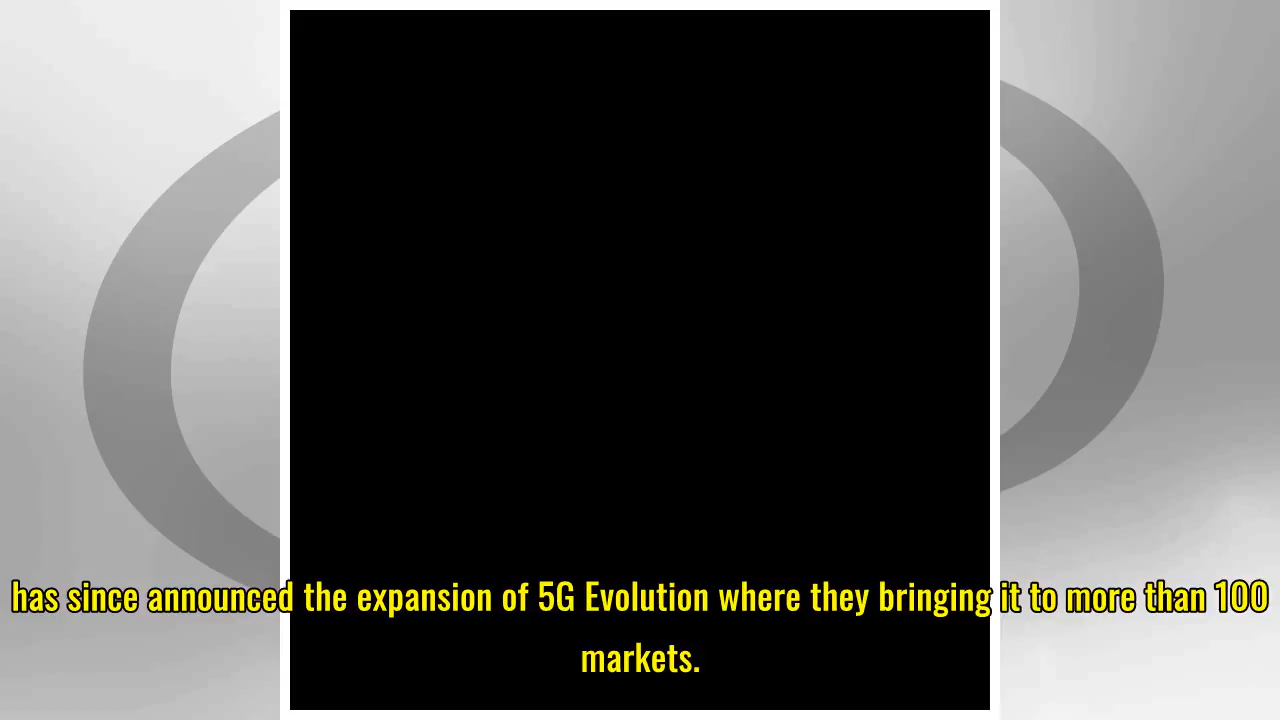 has since announced the expansion of 5G Evolution where they bringing it to more than 100
markets.